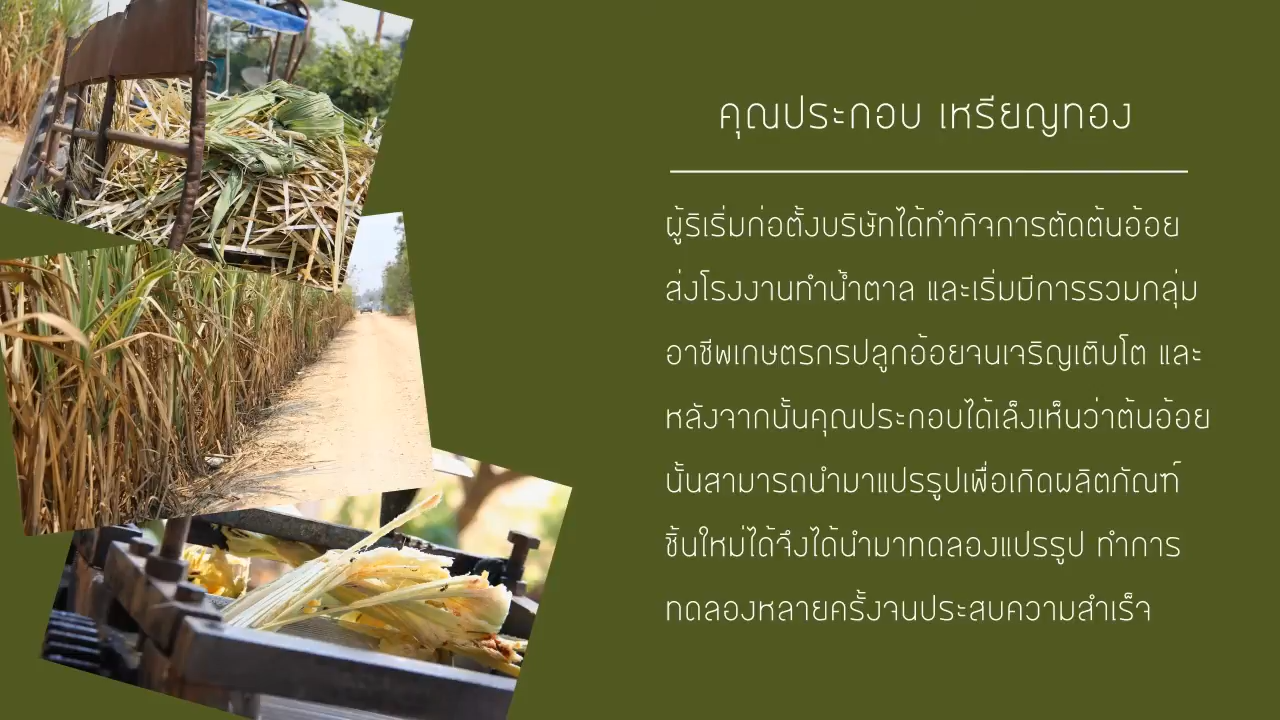 คุณประกอบ เหรียญทอง
ผู้ริเริ่มก่อตั้งบริษัทได้ทำกิจการตัดต้นอ้อย
ส่งโรงงานทำน้ำตาล และเริ่มมีการรวมกลุ่ม
อาชีพเกษตรกรปลูกอ้อยจนเจริญเติบโต และ
หลังจากนั้นคุณประกอบได้เล็งเห็นว่าต้นอ้อย
นั้นสามารถนำมาแปรรูปเพื่อเกิดผลิตภัณฑ์
ชิ้นใหม่ได้จึงได้นำมาทดลองแปรรูป ทำการ
ทดลองหลายครั้งจนประสบความสำเร็จ